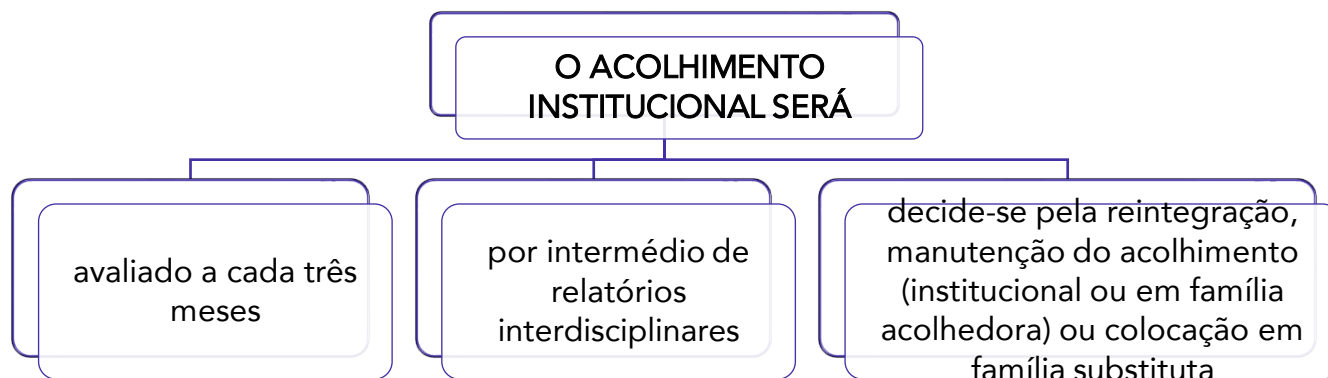 O ACOLHIMENTO
INSTITUCIONAL SERÁ
avaliado a cada três
meses
por intermédio de
relatórios
interdisciplinares
decide-se pela reintegração,
manutenção do acolhimento
(institucional ou em família
acolhedora) ou colocação em
família substituta